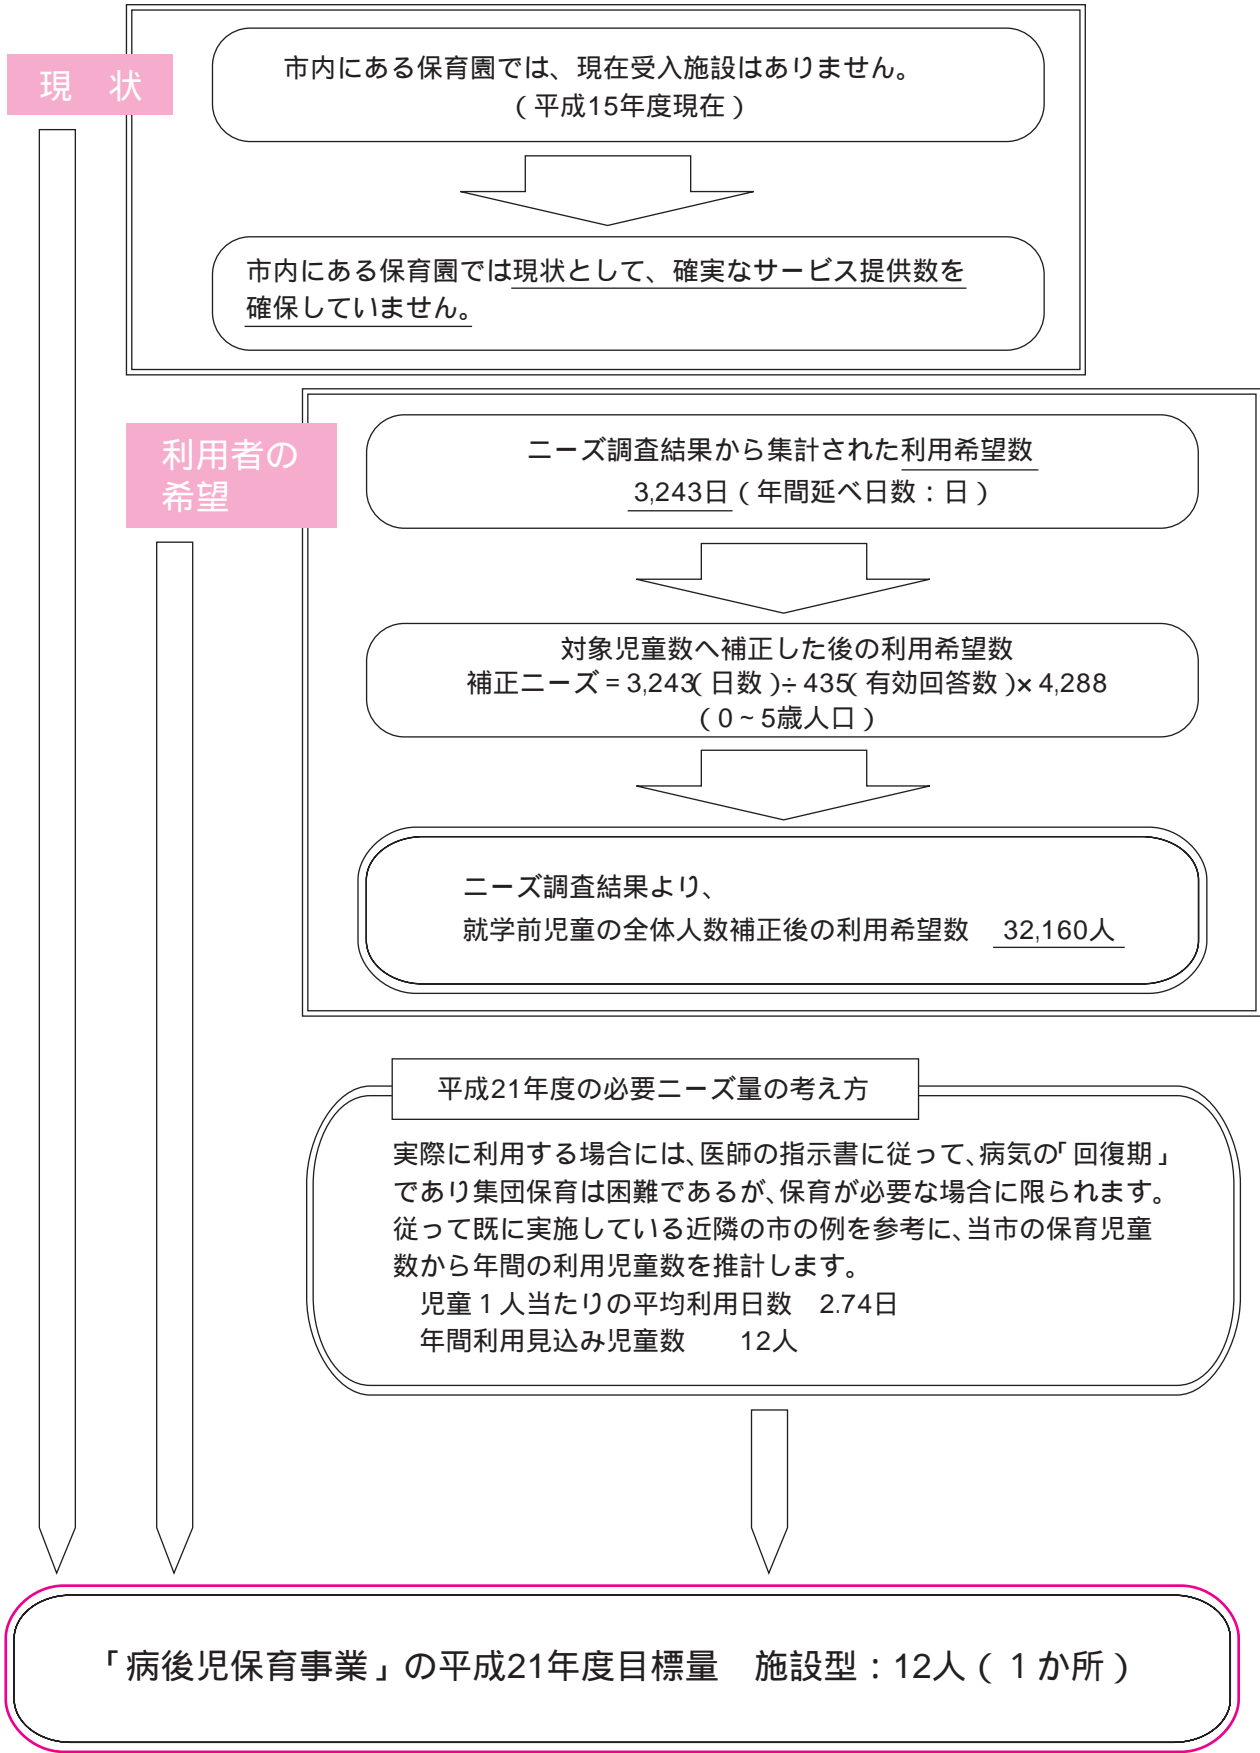 現　状
市内にある保育園では、現在受入施設はありません。
（平成15年度現在）
市内にある保育園では現状として、確実なサービス提供数を
確保していません。
利用者の
希望
ニーズ調査結果から集計された利用希望数
3,243日（年間延べ日数：日）
対象児童数へ補正した後の利用希望数
補正ニーズ＝3,243（日数）÷435（有効回答数）×4,288
（0～5歳人口）
ニーズ調査結果より、
就学前児童の全体人数補正後の利用希望数　32,160人
平成21年度の必要ニーズ量の考え方
実際に利用する場合には、医師の指示書に従って、病気の「回復期」
であり集団保育は困難であるが、保育が必要な場合に限られます。
従って既に実施している近隣の市の例を参考に、当市の保育児童
数から年間の利用児童数を推計します。
児童１人当たりの平均利用日数　2.74日
年間利用見込み児童数　　12人
「病後児保育事業」の平成21年度目標量　施設型：12人（１か所）